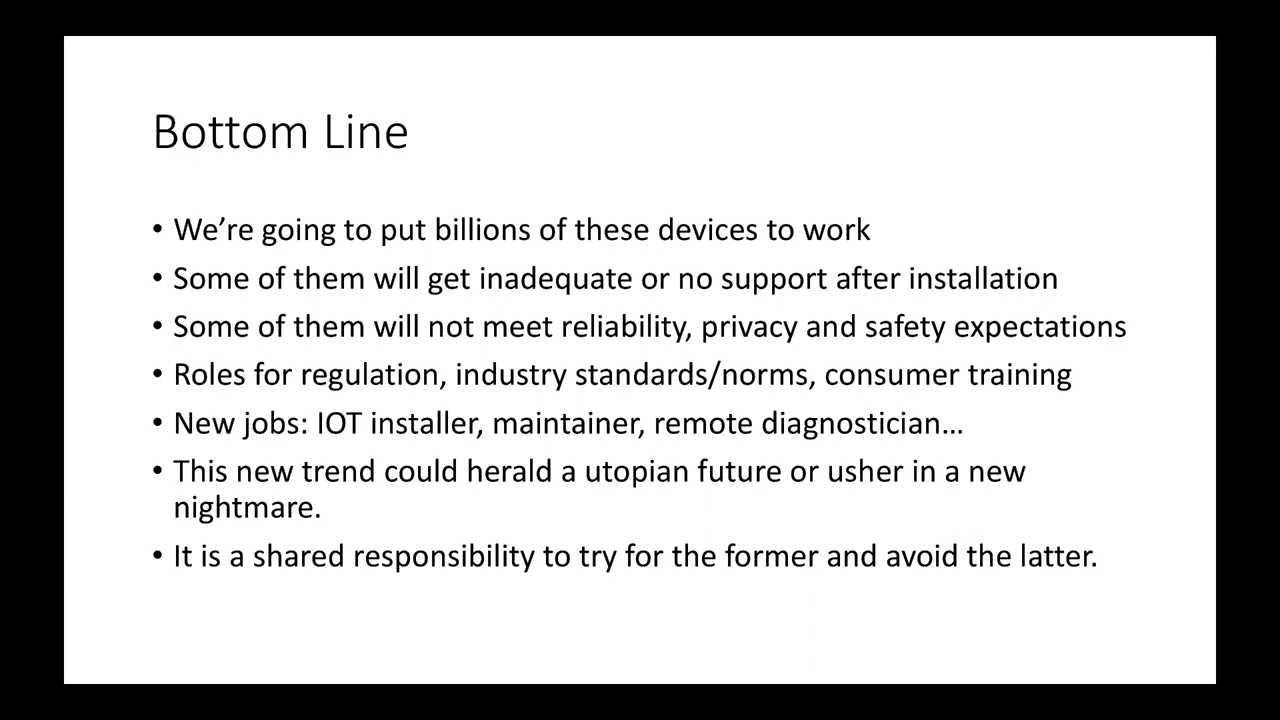 Bottom Line
• We’re going to put billions of these devices to work
• Some of them will get inadequate or no support after installation
• Some of them will not meet reliability, privacy and safety expectations
• Roles for regulation, industry standards/norms, consumer training
• New jobs: IOT installer, maintainer, remote diagnostician…
• This new trend could herald a utopian future or usher in a new
nightmare.
• It is a shared responsibility to try for the former and avoid the latter.